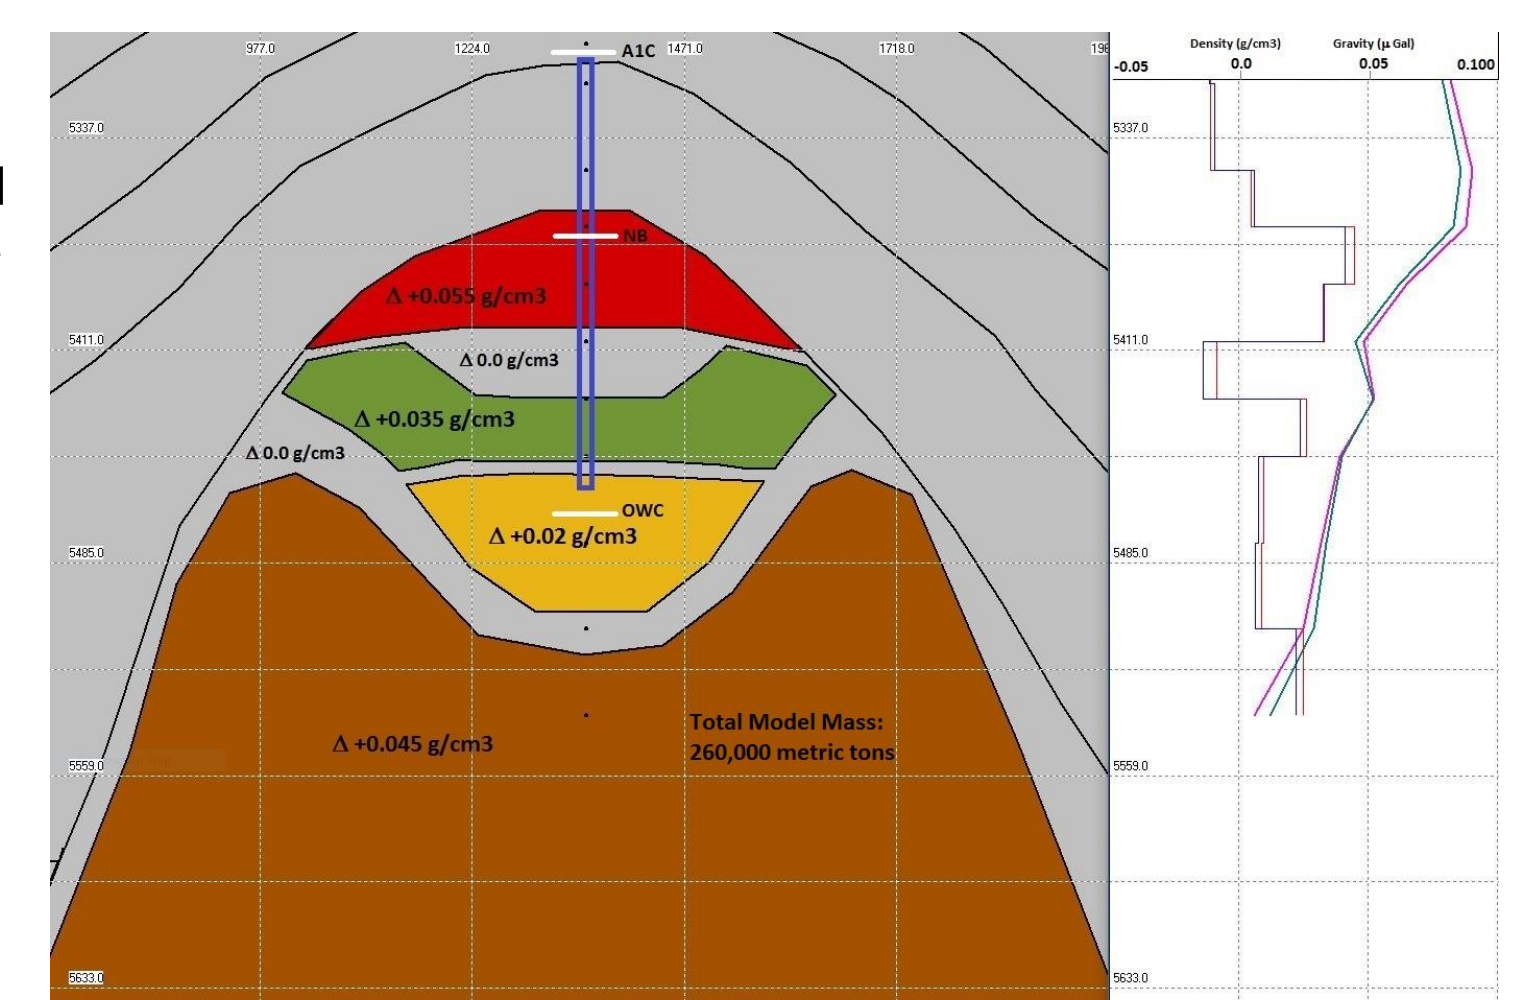 977.0 1224.0 1471.0 1718.0
A1C
Density (g/cm3) Gravity (µ Gal)
-0.05 0.0 0.05 0.100
5337.0 5337.0
NB
Δ +0.055 g/cm3
5411.0 5411.0
Δ 0.0 g/cm3
Δ +0.035 g/cm3
Δ 0.0 g/cm3
OWC
Δ +0.02 g/cm3
5485.0 5485.0
Total Model Mass:
260,000 metric tons
Δ +0.045 g/cm3
5559.0 5559.0
5633.0 5633.0